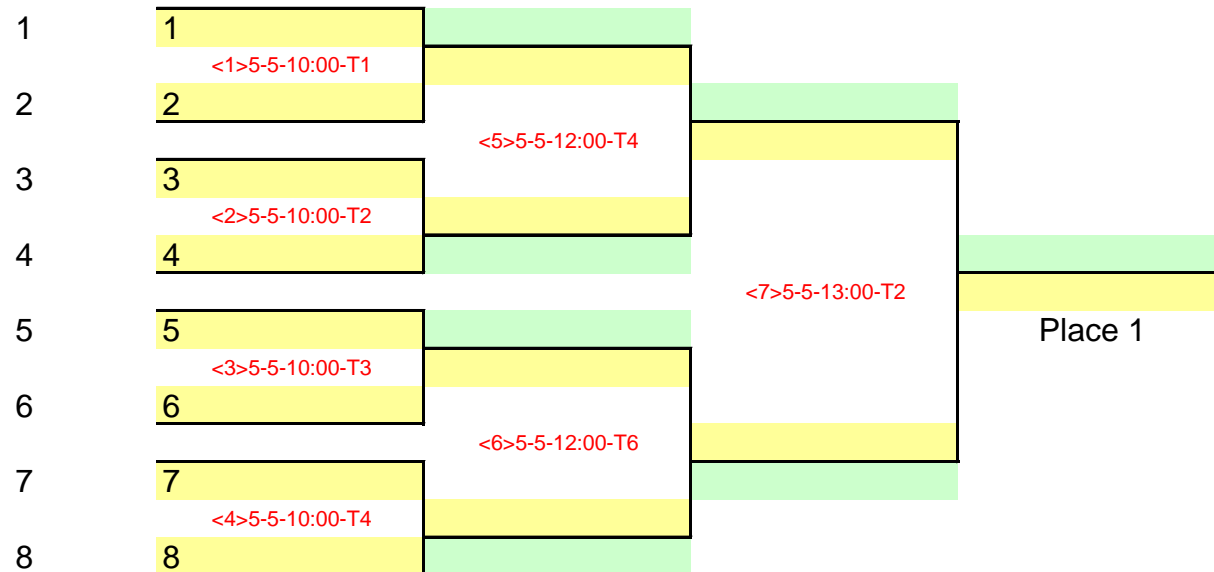 1 1
<1>5-5-10:00-T1
2 2
<5>5-5-12:00-T4
3 3
<2>5-5-10:00-T2
4 4
<7>5-5-13:00-T2
5 5
Place 1
<3>5-5-10:00-T3
6 6
<6>5-5-12:00-T6
7 7
<4>5-5-10:00-T4
8 8